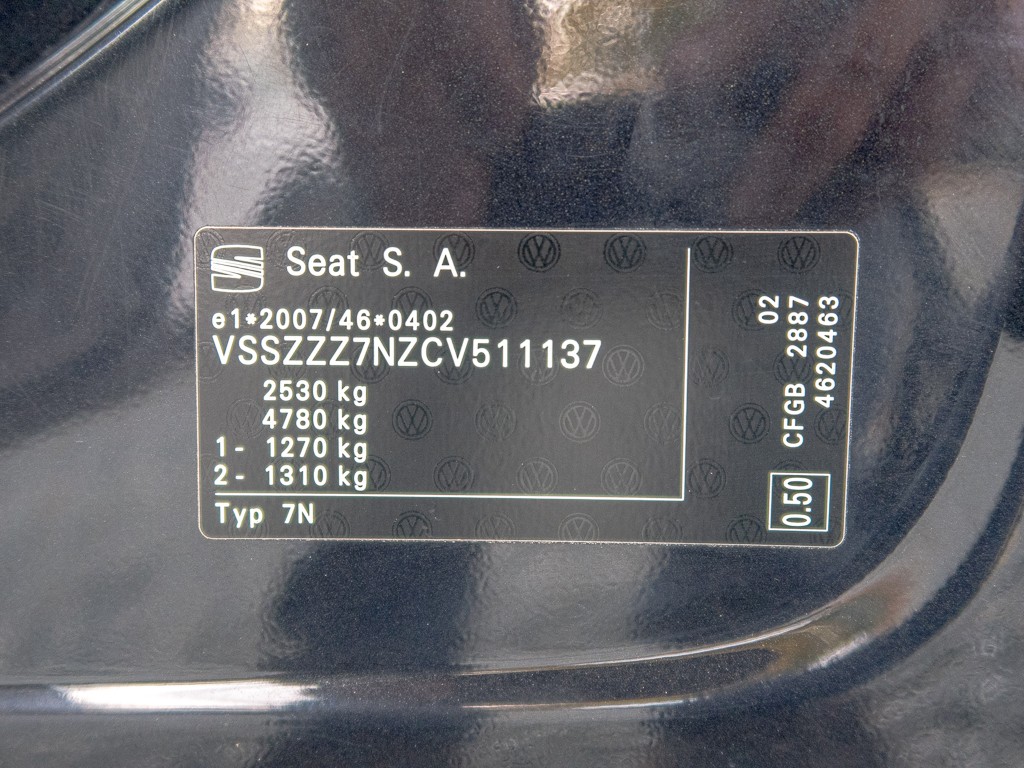 Seat S. A.
e1*2007/46*0402
VSSZZZ7NZCV511137
2530 kg
4780 kg
1- 1270 kg
2- 1310 kg
Typ 7N
02
CFGB 2887
4620463
0.50